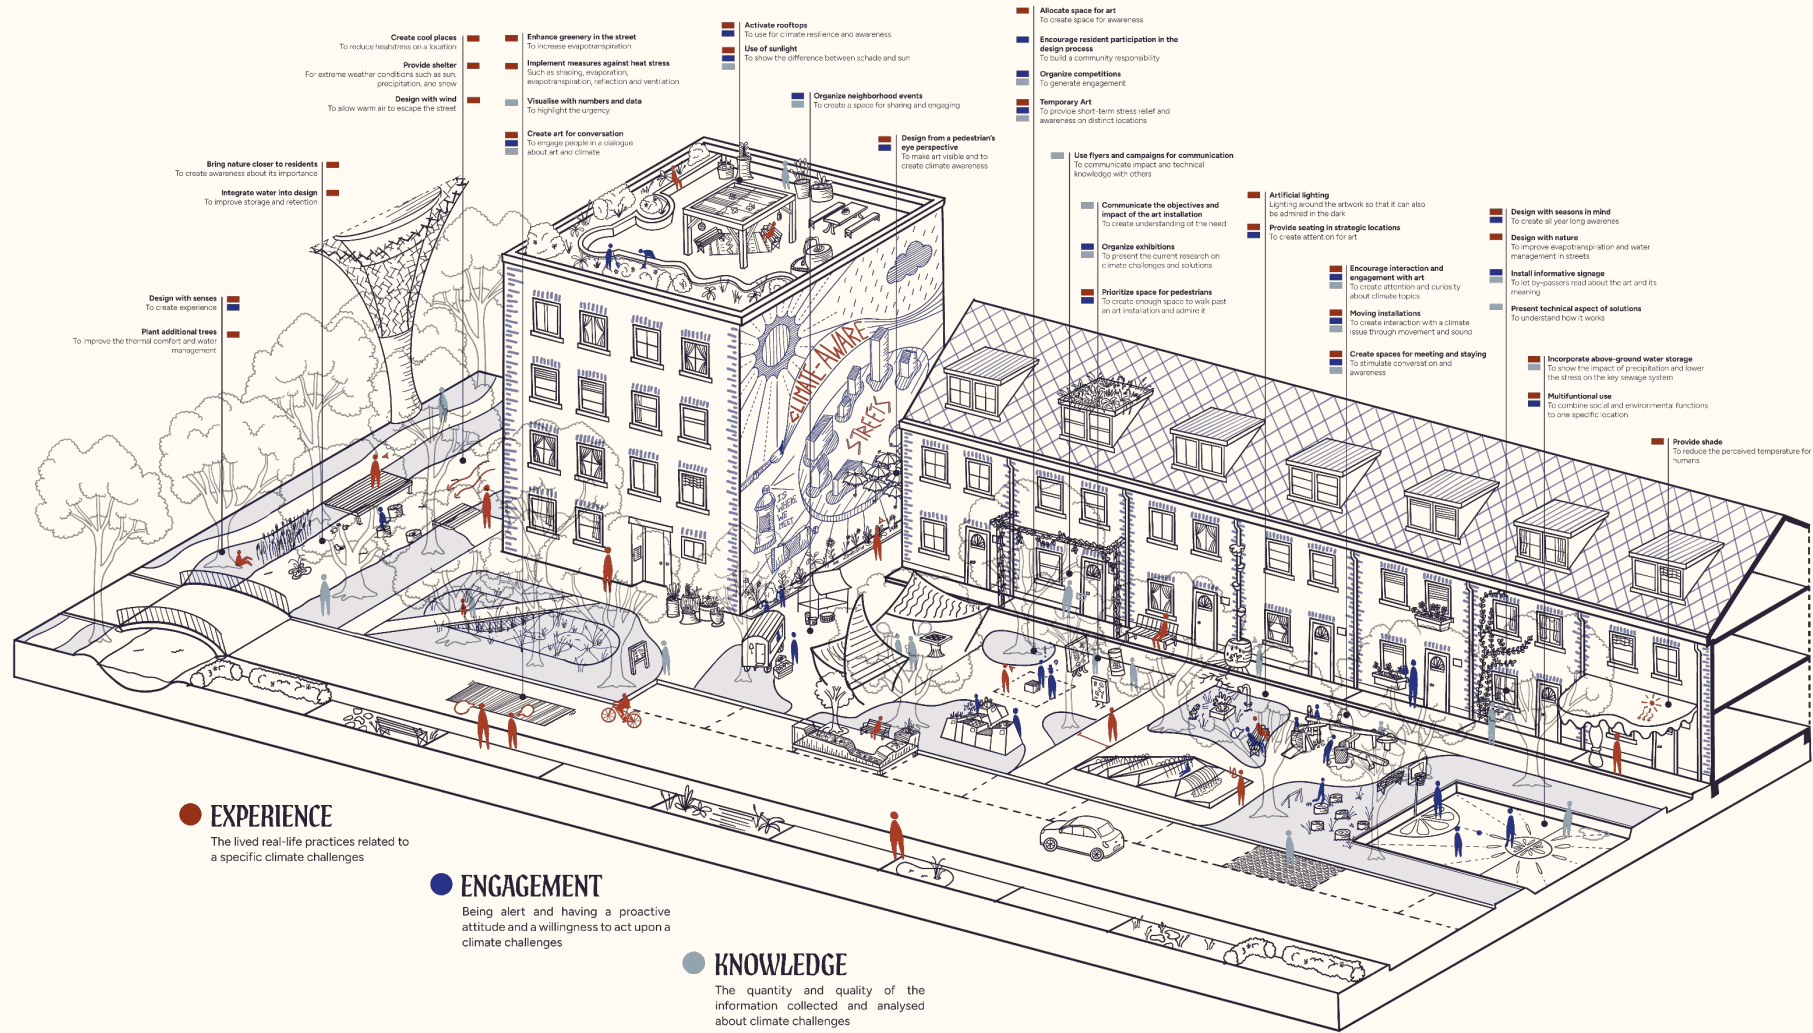 Create cool places
To reduce heatstress on a location
Provide shelter
For extreme weather conditions such as sun,
precipitation, and snow
Design with wind
To allow warm air to escape the street
Bring nature closer to residents
To create awareness about its importance
Integrate water into design
To improve storage and retention
Design with senses
To create experience
Plant additional trees
To improve the thermal comfort and water
management
Enhance greenery in the street
To increase evapotranspiration
Implement measures against heat stress
Such as shading, evaporation,
evapotranspiration, reflection and ventilation
Visualise with numbers and data
To highlight the urgency
Create art for conversation
To engage people in a dialogue
about art and climate
Activate rooftops
To use for climate resilience and awareness
Use of sunlight
To show the difference between schade and sun
Organize neighborhood events
To create a space for sharing and engaging
Design from a pedestrian's
eye perspective
To make art visible and to
create climate awareness
Allocate space for art
To create space for awareness
Encourage resident participation in the
design process
To build a community responsibility
Organize competitions
To generate engagement
Temporary Art
To provide short-term stress relief and
awareness on distinct locations
Use flyers and campaigns for communication
To communicate impact and technical
knowledge with others
Communicate the objectives and
impact of the art installation
To create understanding of the need
Organize exhibitions
To present the current research on
climate challenges and solutions
Prioritize space for pedestrians
To create enough space to walk past
an art installation and admire it
Artificial lighting
Lighting around the artwork so that it can also
be admired in the dark
Provide seating in strategic locations
To create attention for art
Encourage interaction and
engagement with art
To create attention and curiosity
about climate topics
Moving installations
To create interaction with a climate
issue through movement and sound
Create spaces for meeting and staying
To stimulate conversation and
awareness
Design with seasons in mind
To create all year long awarenes
Design with nature
To improve evapotranspiration and water
management in streets
Install informative signage
To let by-passers read about the art and its
meaning
Present technical aspect of solutions
To understand how it works
Incorporate above-ground water storage
To show the impact of precipitation and lower
the stress on the key sewage system
Multifuntional use
To combine social and environmental functions
to one specific location
Provide shade
To reduce the perceived temperature for
humans
CLIMATE-AWARE
STREETS
IS
WHERE
WE
MEET
EXPERIENCE
The lived real-life practices related to
a specific climate challenges
ENGAGEMENT
Being alert and having a proactive
attitude and a willingness to act upon a
climate challenges
KNOWLEDGE
The quantity and quality of the
information collected and analysed
about climate challenges